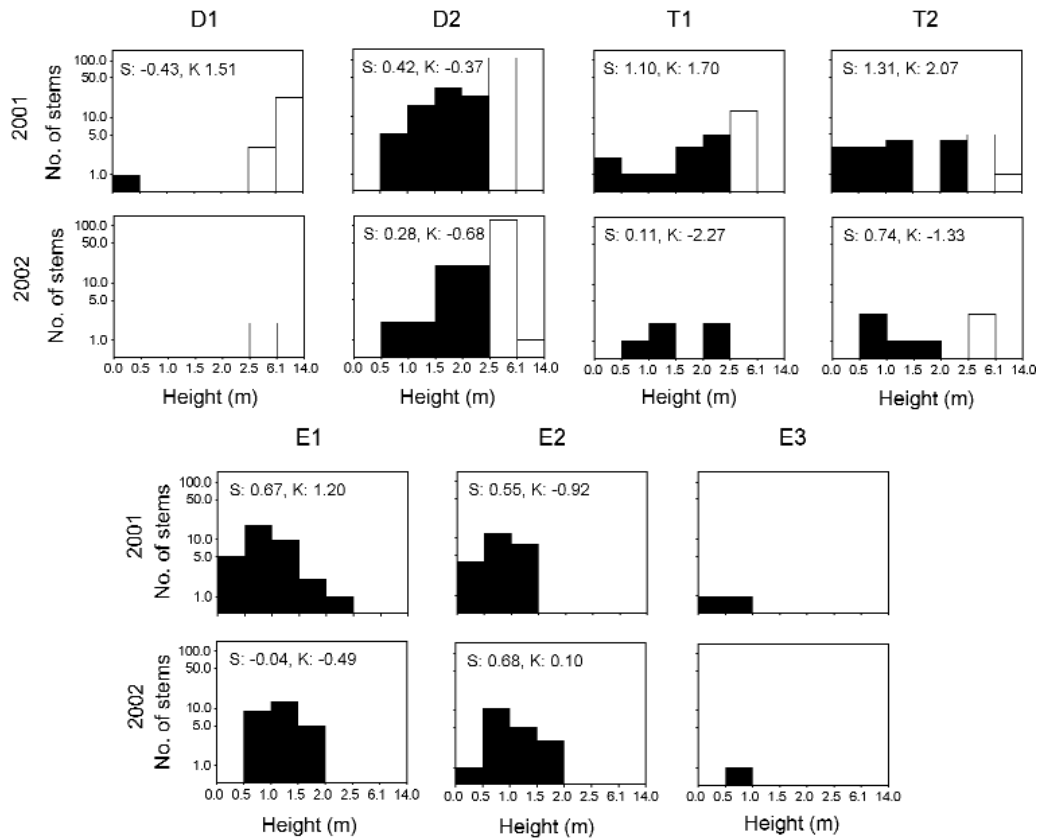 D1 D2 T1 T2
2001
No. of stems
100.0
50.0
10.0
5.0
1.0
S: -0.43, K 1.51
S: 0.42, K: -0.37
S: 1.10, K: 1.70
S: 1.31, K: 2.07
2002
No. of stems
100.0
50.0
10.0
5.0
1.0
S: 0.28, K: -0.68
S: 0.11, K: -2.27
S: 0.74, K: -1.33
0.0 0.5 1.0 1.5 2.0 2.5 6.1 14.0
0.0 0.5 1.0 1.5 2.0 2.5 6.1 14.0
0.0 0.5 1.0 1.5 2.0 2.5 6.1 14.0
0.0 0.5 1.0 1.5 2.0 2.5 6.1 14.0
Height (m) Height (m) Height (m) Height (m)
E1 E2 E3
2001
No. of stems
100.0
50.0
10.0
5.0
1.0
S: 0.67, K: 1.20
S: 0.55, K: -0.92
2002
No. of stems
100.0
50.0
10.0
5.0
1.0
S: -0.04, K: -0.49
S: 0.68, K: 0.10
0.0 0.5 1.0 1.5 2.0 2.5 6.1 14.0
0.0 0.5 1.0 1.5 2.0 2.5 6.1 14.0
0.0 0.5 1.0 1.5 2.0 2.5 6.1 14.0
Height (m) Height (m) Height (m)